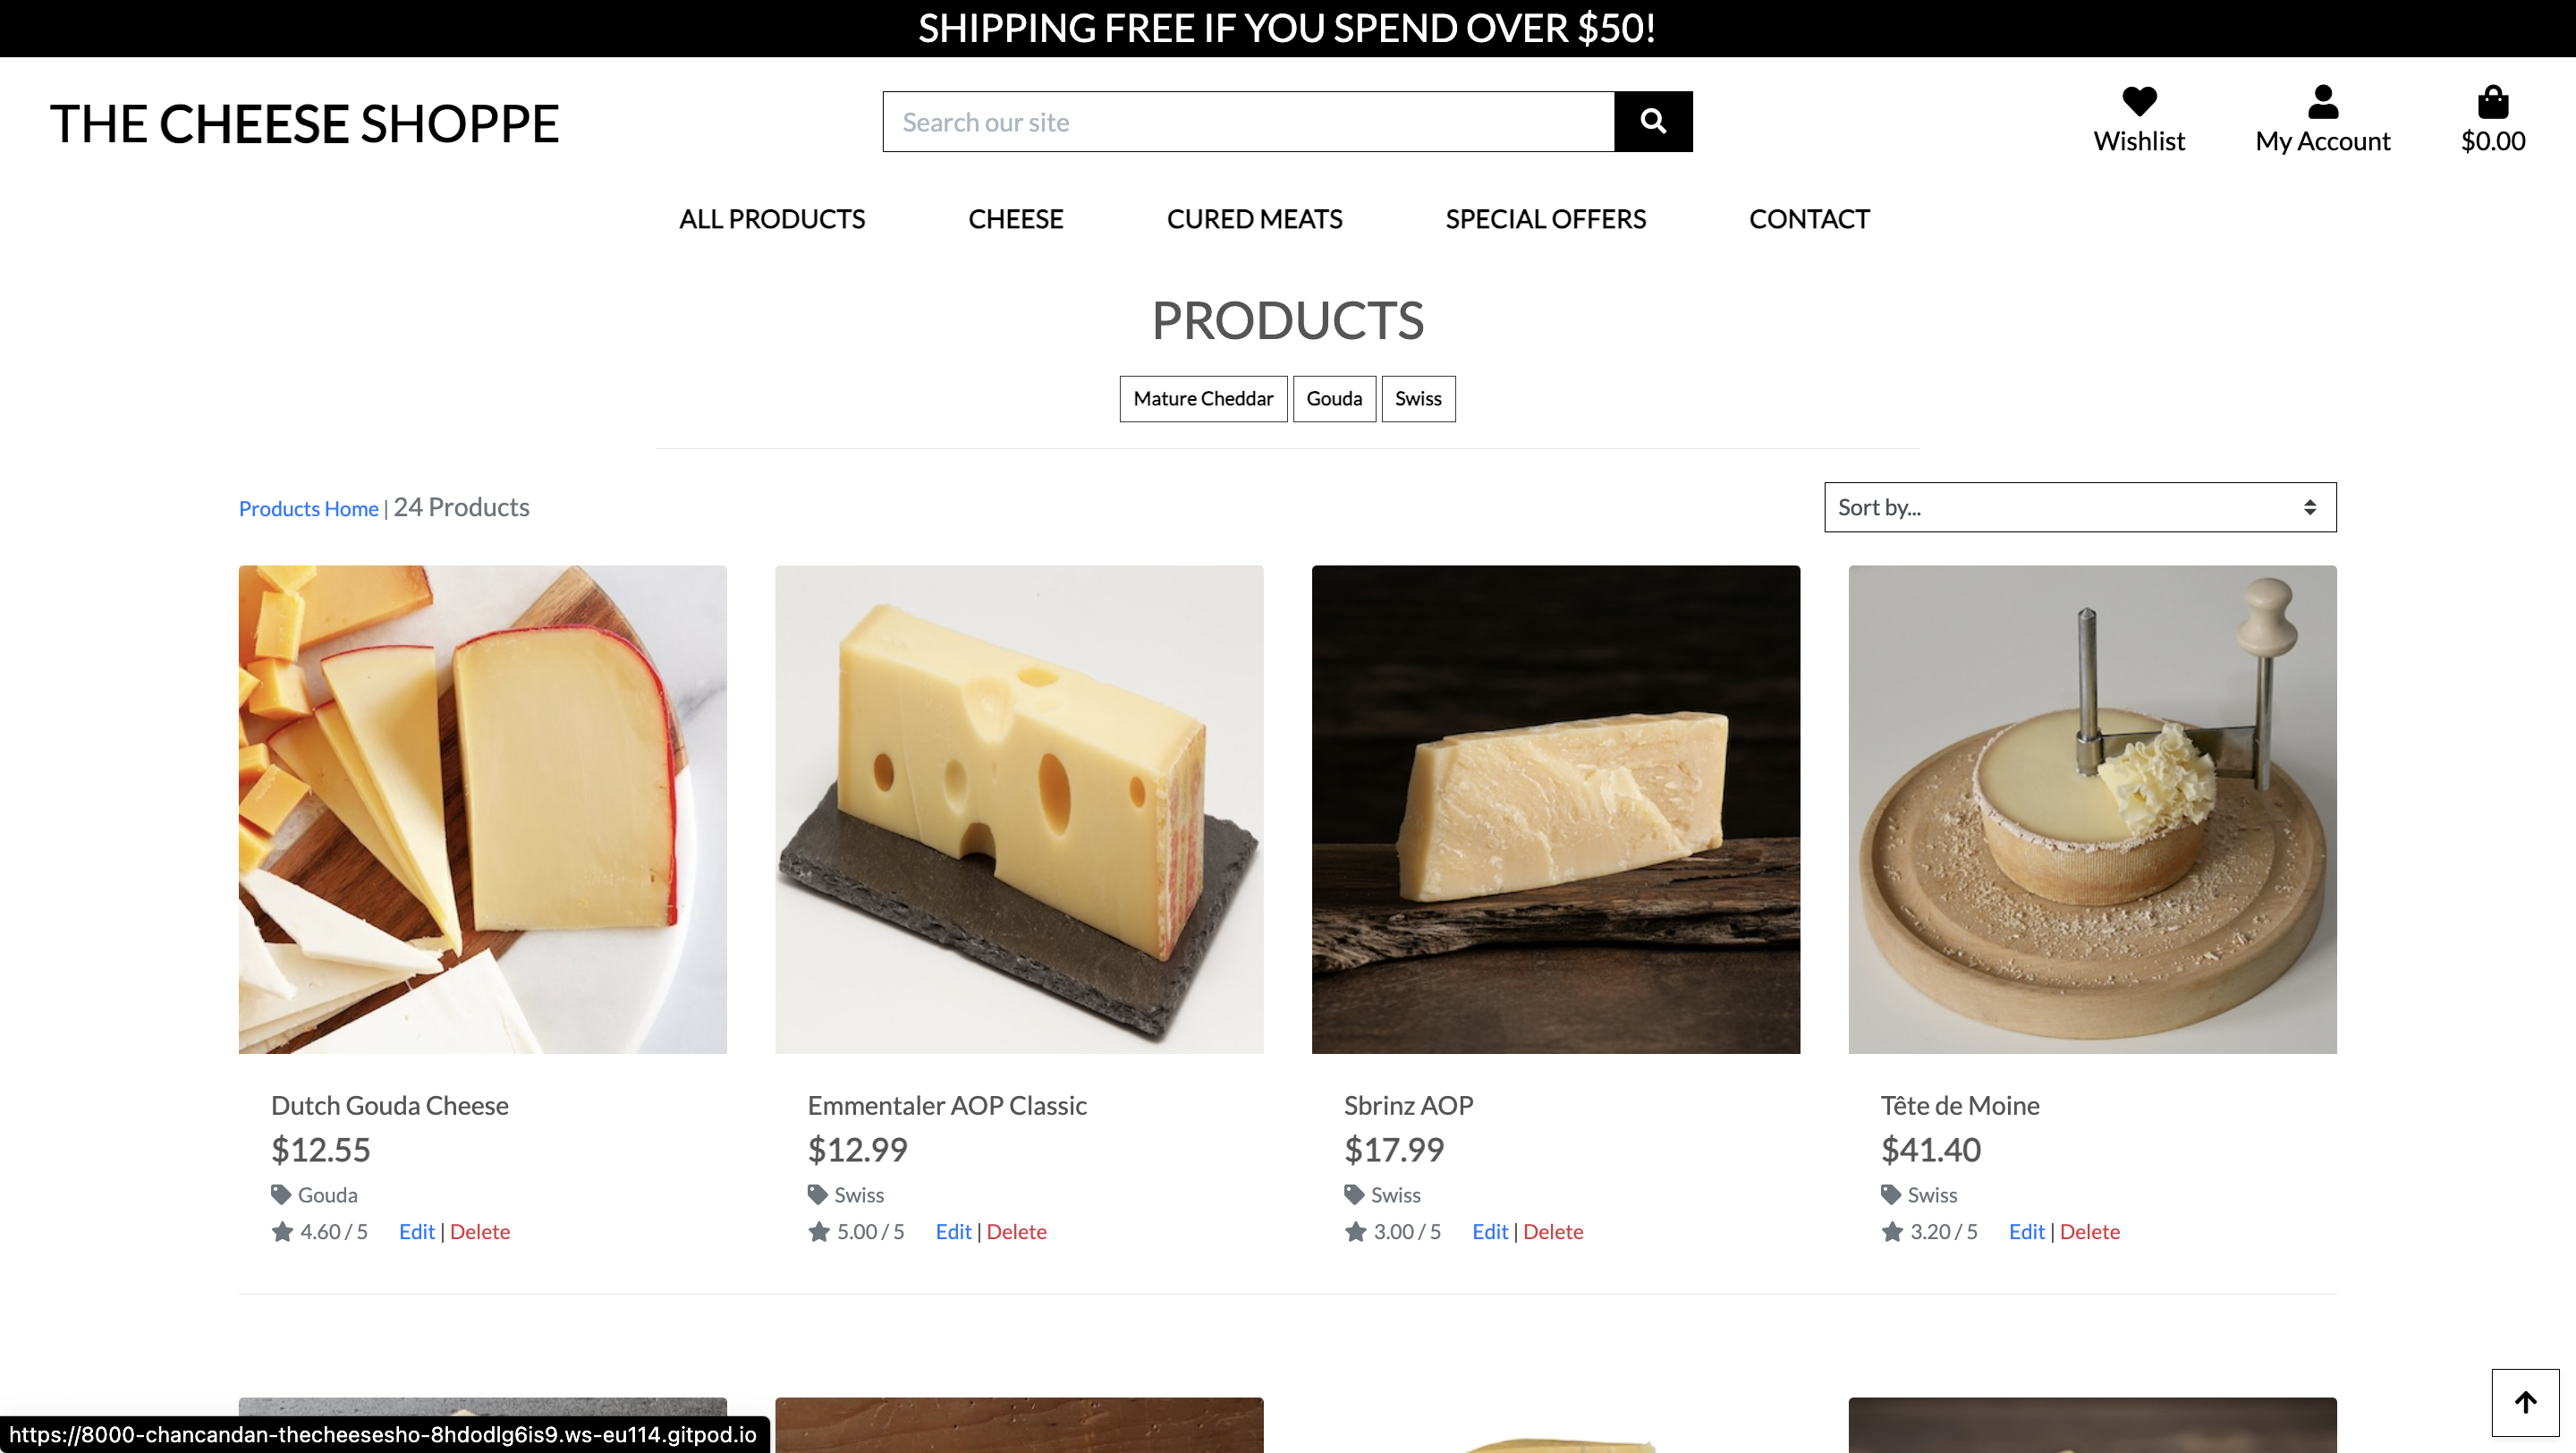 SHIPPING FREE IF YOU SPEND OVER $50!
THE CHEESE SHOPPE
Search our site
Wishlist
My Account
$0.00
ALL PRODUCTS CHEESE CURED MEATS SPECIAL OFFERS CONTACT
PRODUCTS
Mature Cheddar Gouda Swiss
Products Home | 24 Products
Sort by...
Dutch Gouda Cheese
$12.55
Gouda
4.60 / 5 Edit | Delete
Emmentaler AOP Classic
$12.99
Swiss
5.00 / 5 Edit | Delete
Sbrinz AOP
$17.99
Swiss
3.00 / 5 Edit | Delete
Tête de Moine
$41.40
Swiss
3.20 / 5 Edit | Delete
https://8000-chancandan-thecheesesho-8hdodlg6is9.ws-eu114.gitpod.io